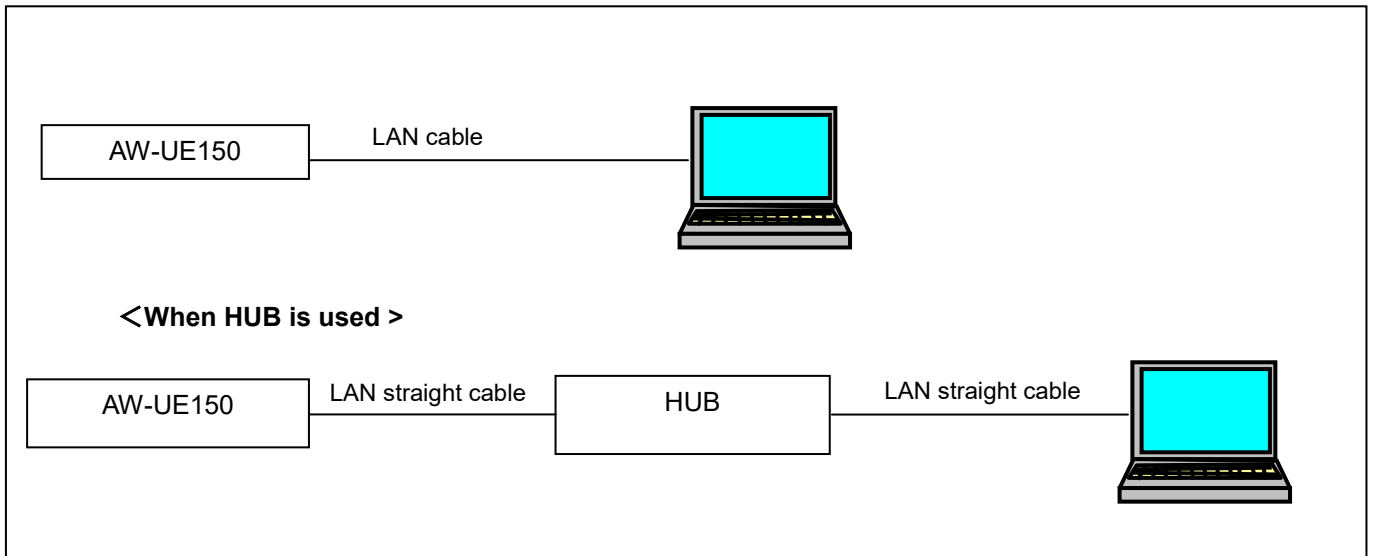 AW-UE150
LAN cable
＜When HUB is used >
AW-UE150
LAN straight cable
HUB
LAN straight cable